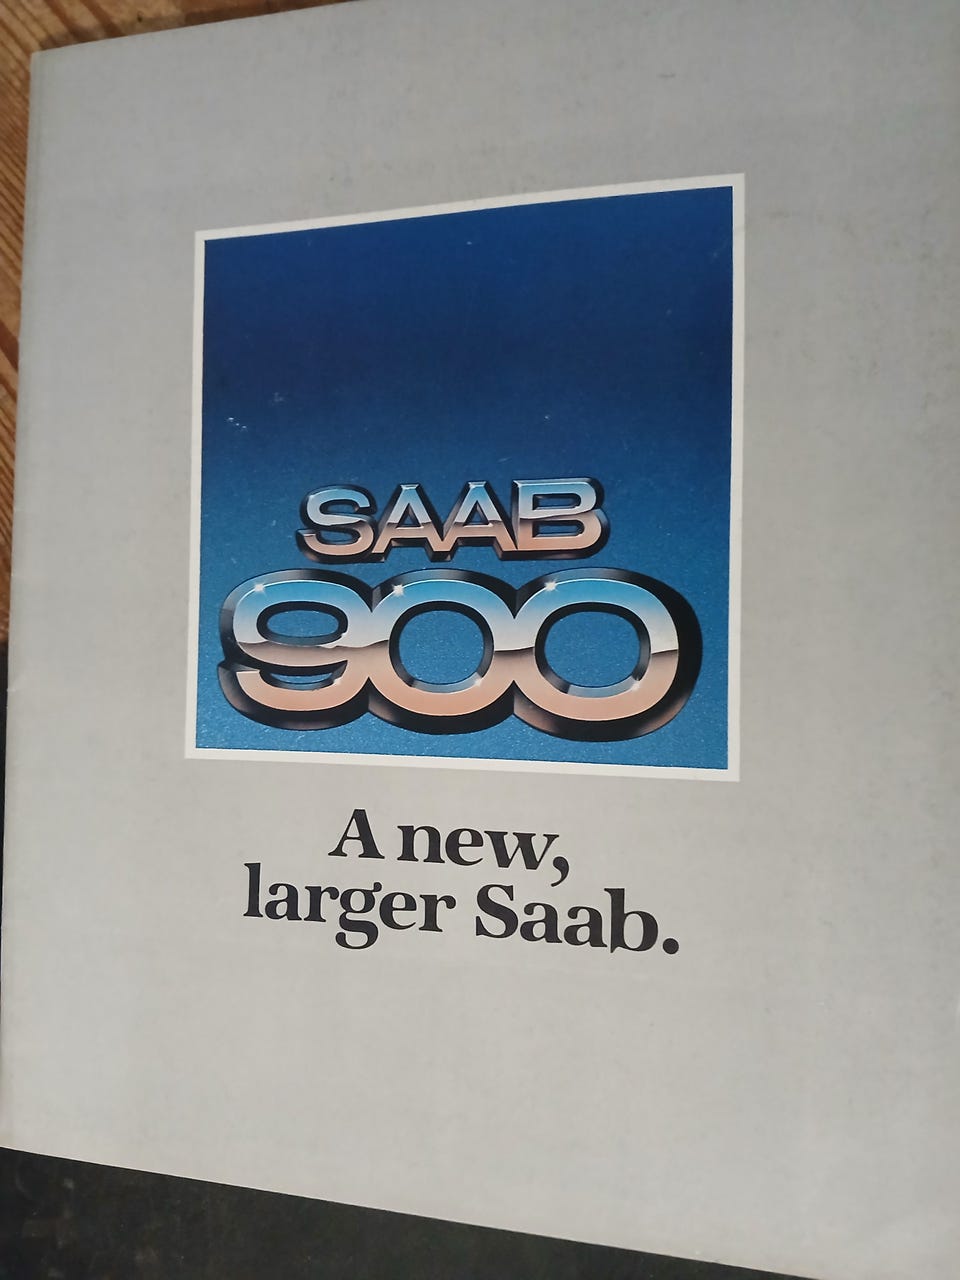 SAAB
900
A new,
larger Saab.